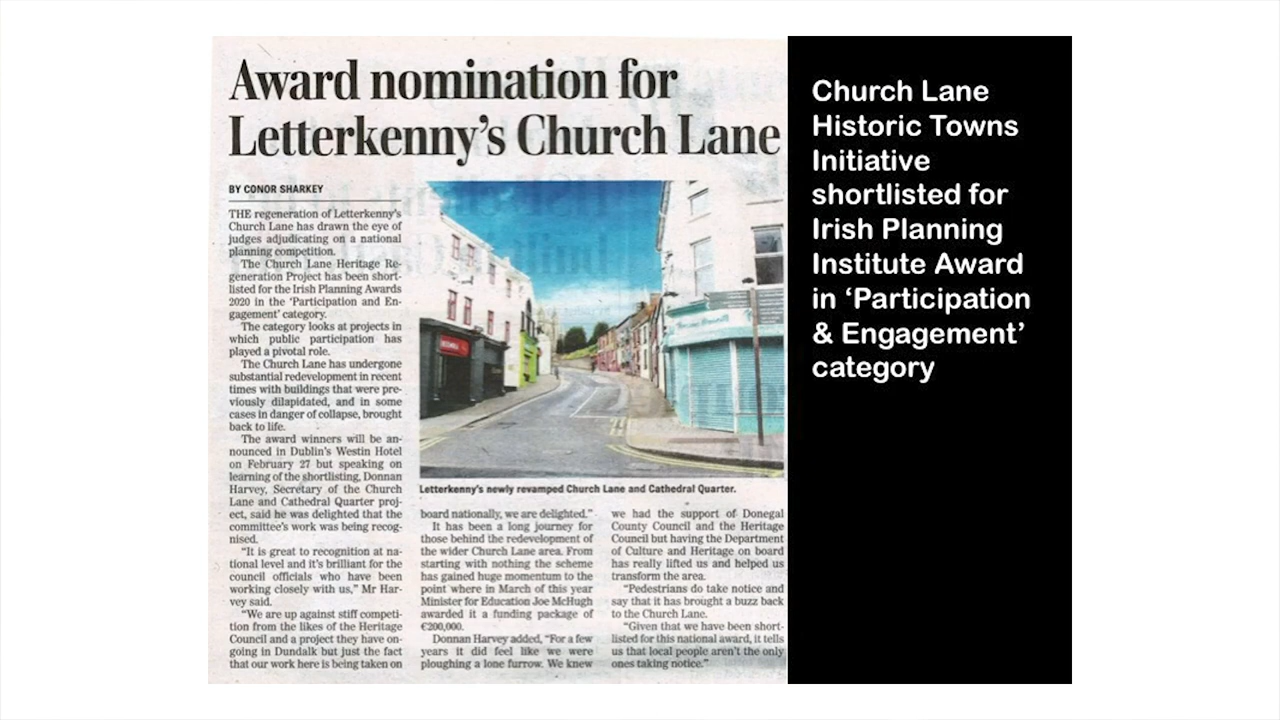 Award nomination for
Letterkenny's Church Lane
BY CONOR SHARKEY
THE regeneration of Letterkenny's
Church Lane has drawn the eye of
judges adjudicating on a national
planning competition.
The Church Lane Heritage Re-
generation Project has been short-
listed for the Irish Planning Awards
2020 in the 'Participation and En-
gagement' category.
The category looks at projects in
which public participation has
played a pivotal role.
The Church Lane has undergone
substantial redevelopment in recent
times with buildings that were pre-
viously dilapidated, and in some
cases in danger of collapse, brought
back to life.
The award winners will be an-
nounced in Dublin's Westin Hotel
on February 27 but speaking on
learning of the shortlisting, Donnan
Harvey, Secretary of the Church
Lane and Cathedral Quarter proj-
ect, said he was delighted that the
committee's work was being recog-
nised.
"It is great to recognition at na-
tional level and it's brilliant for the
council officials who have been
working closely with us," Mr Har-
vey said.
"We are up against stiff competi-
tion from the likes of the Heritage
Council and a project they have on-
going in Dundalk but just the fact
that our work here is being taken on
Letterkenny's newly revamped Church Lane and Cathedral Quarter.
board nationally, we are delighted."
It has been a long journey for
those behind the redevelopment of
the wider Church Lane area. From
starting with nothing the scheme
has gained huge momentum to the
point where in March of this year
Minister for Education Joe McHugh
awarded it a funding package of
€200,000.
Donnan Harvey added, "For a few
years it did feel like we were
ploughing a lone furrow. We knew
we had the support of Donegal
County Council and the Heritage
Council but having the Department
of Culture and Heritage on board
has really lifted us and helped us
transform the area.
"Pedestrians do take notice and
say that it has brought a buzz back
to the Church Lane.
"Given that we have been short-
listed for this national award, it tells
us that local people aren't the only
ones taking notice."
Church Lane
Historic Towns
Initiative
shortlisted for
Irish Planning
Institute Award
in 'Participation
& Engagement'
category